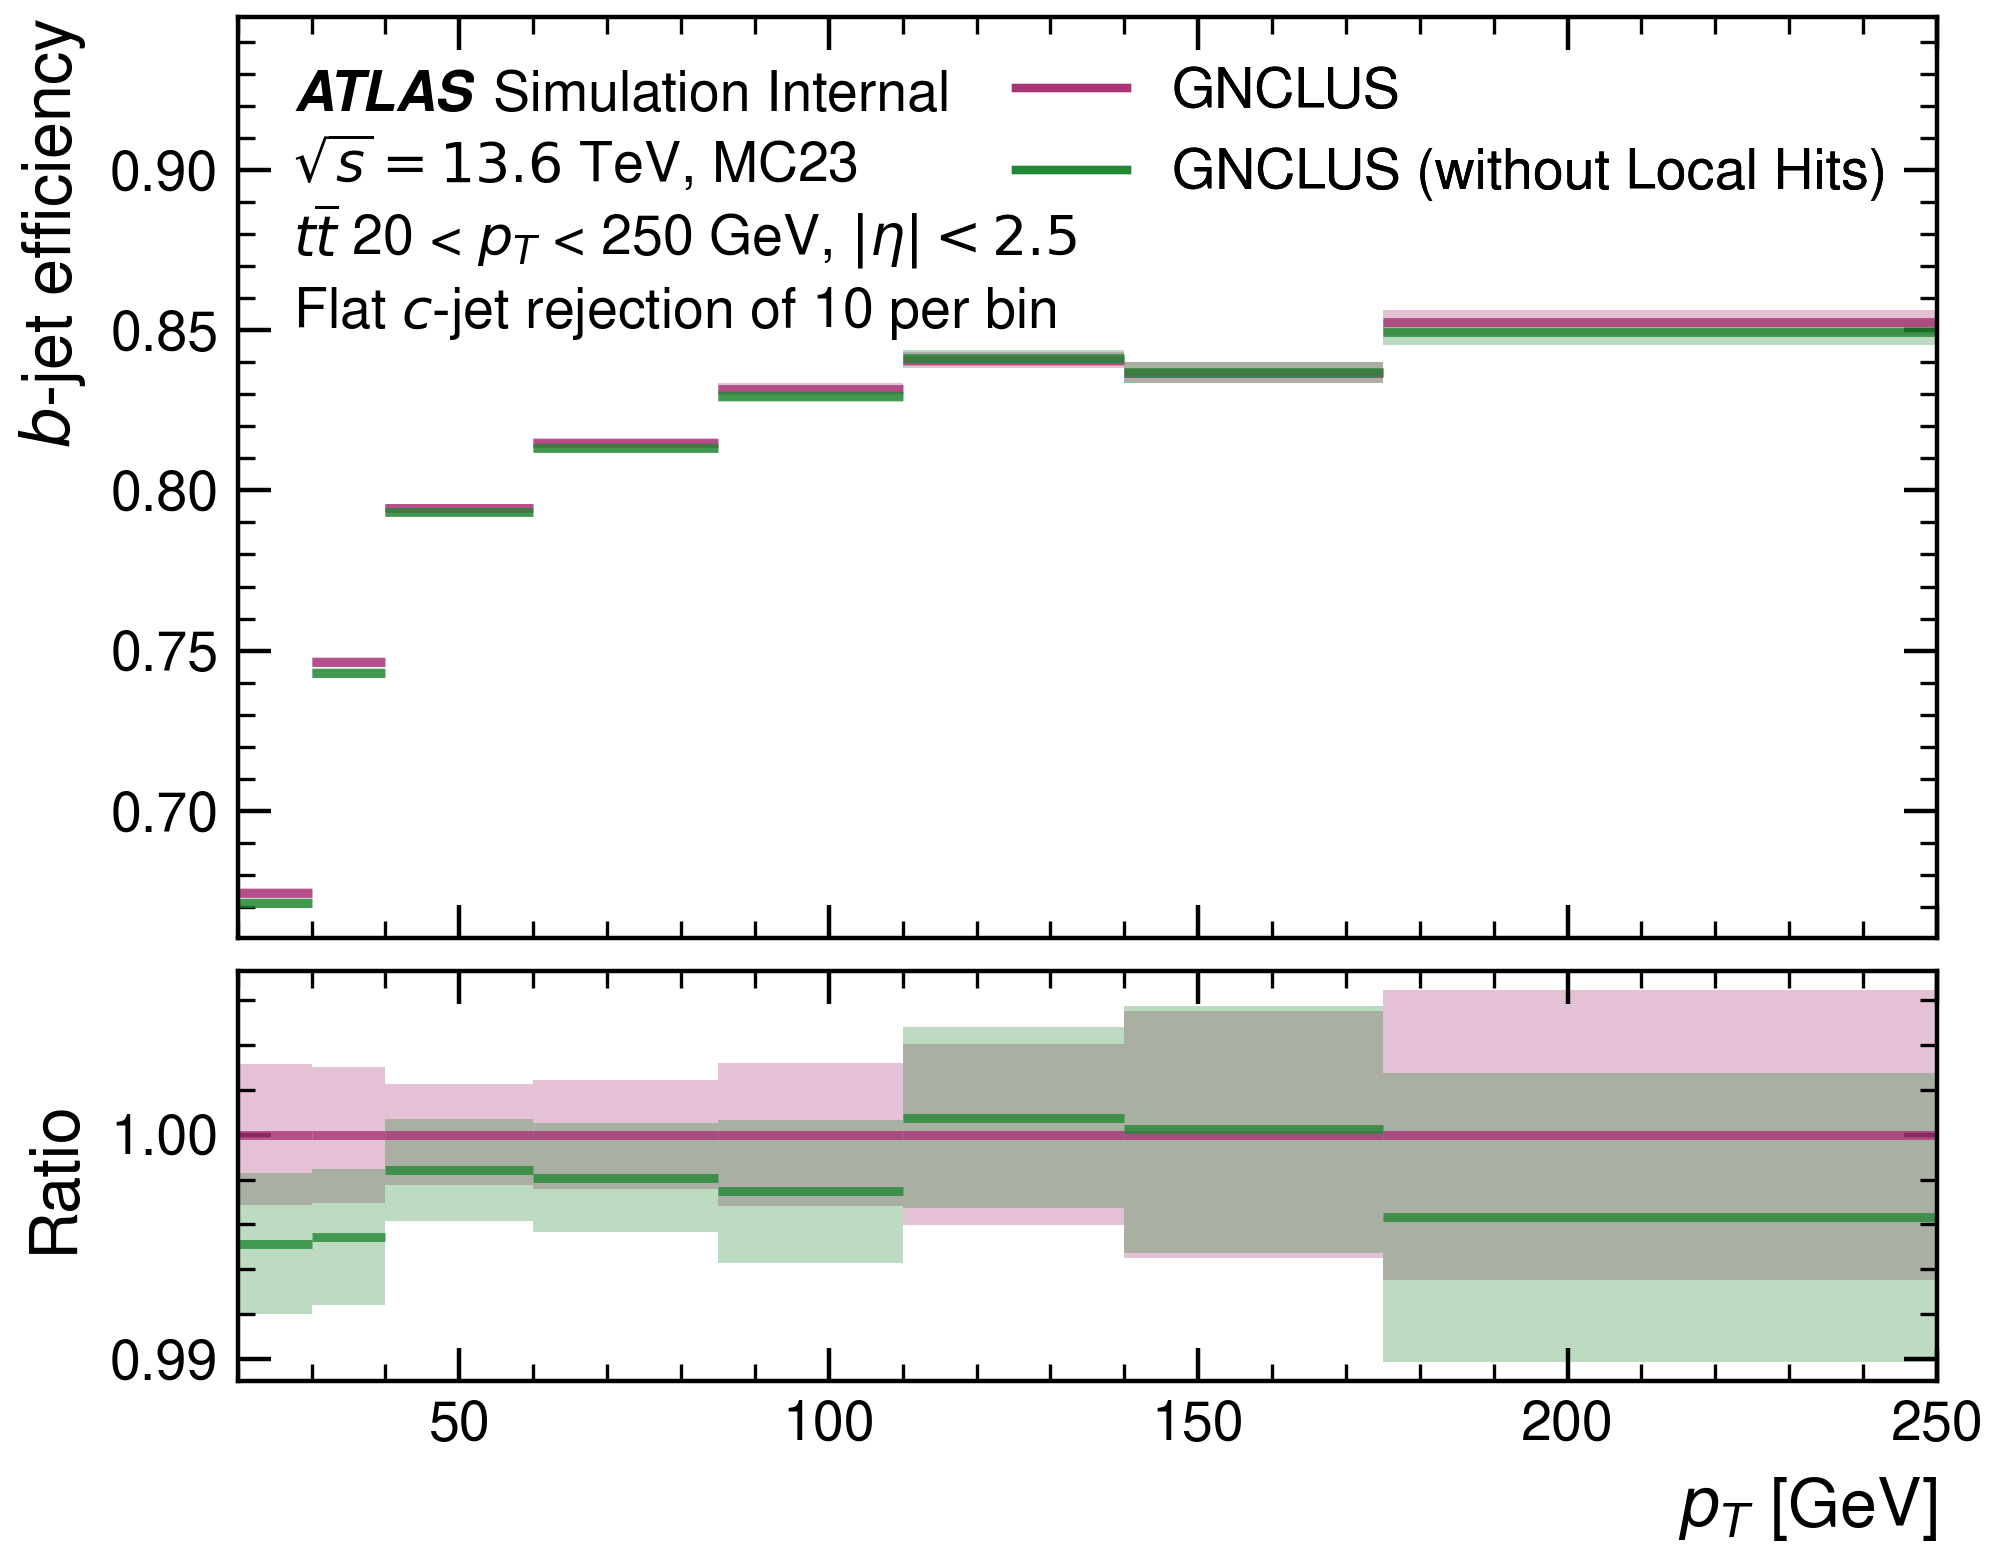 b-jet efficiency
ATLAS Simulation Internal
√s = 13.6 TeV, MC23
tt̄ 20 < p_T < 250 GeV, |η| < 2.5
Flat c-jet rejection of 10 per bin
GNCLUS
GNCLUS (without Local Hits)
0.90
0.85
0.80
0.75
0.70
Ratio
1.00
0.99
50 100 150 200 250
p_T [GeV]